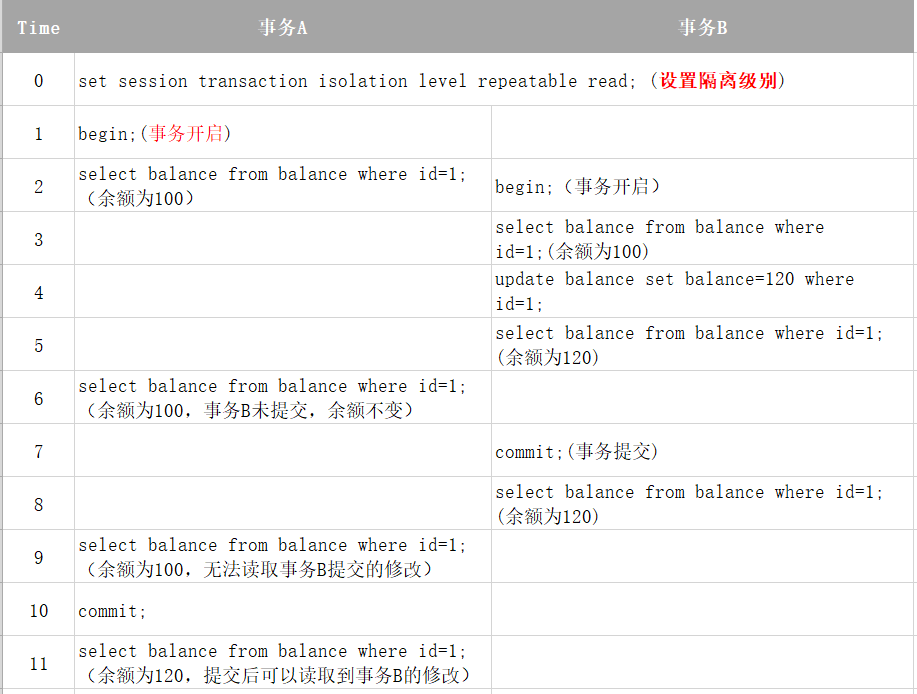 Time 事务A 事务B
0 set session transaction isolation level repeatable read; (设置隔离级别)
1 begin;(事务开启)
2 select balance from balance where id=1;
（余额为100）
begin;（事务开启）
3 select balance from balance where
id=1;(余额为100)
4 update balance set balance=120 where
id=1;
5 select balance from balance where id=1;
(余额为120)
6 select balance from balance where id=1;
（余额为100，事务B未提交，余额不变）
7 commit;(事务提交)
8 select balance from balance where id=1;
(余额为120)
9 select balance from balance where id=1;
（余额为100，无法读取事务B提交的修改）
10 commit;
11 select balance from balance where id=1;
（余额为120，提交后可以读取到事务B的修改）